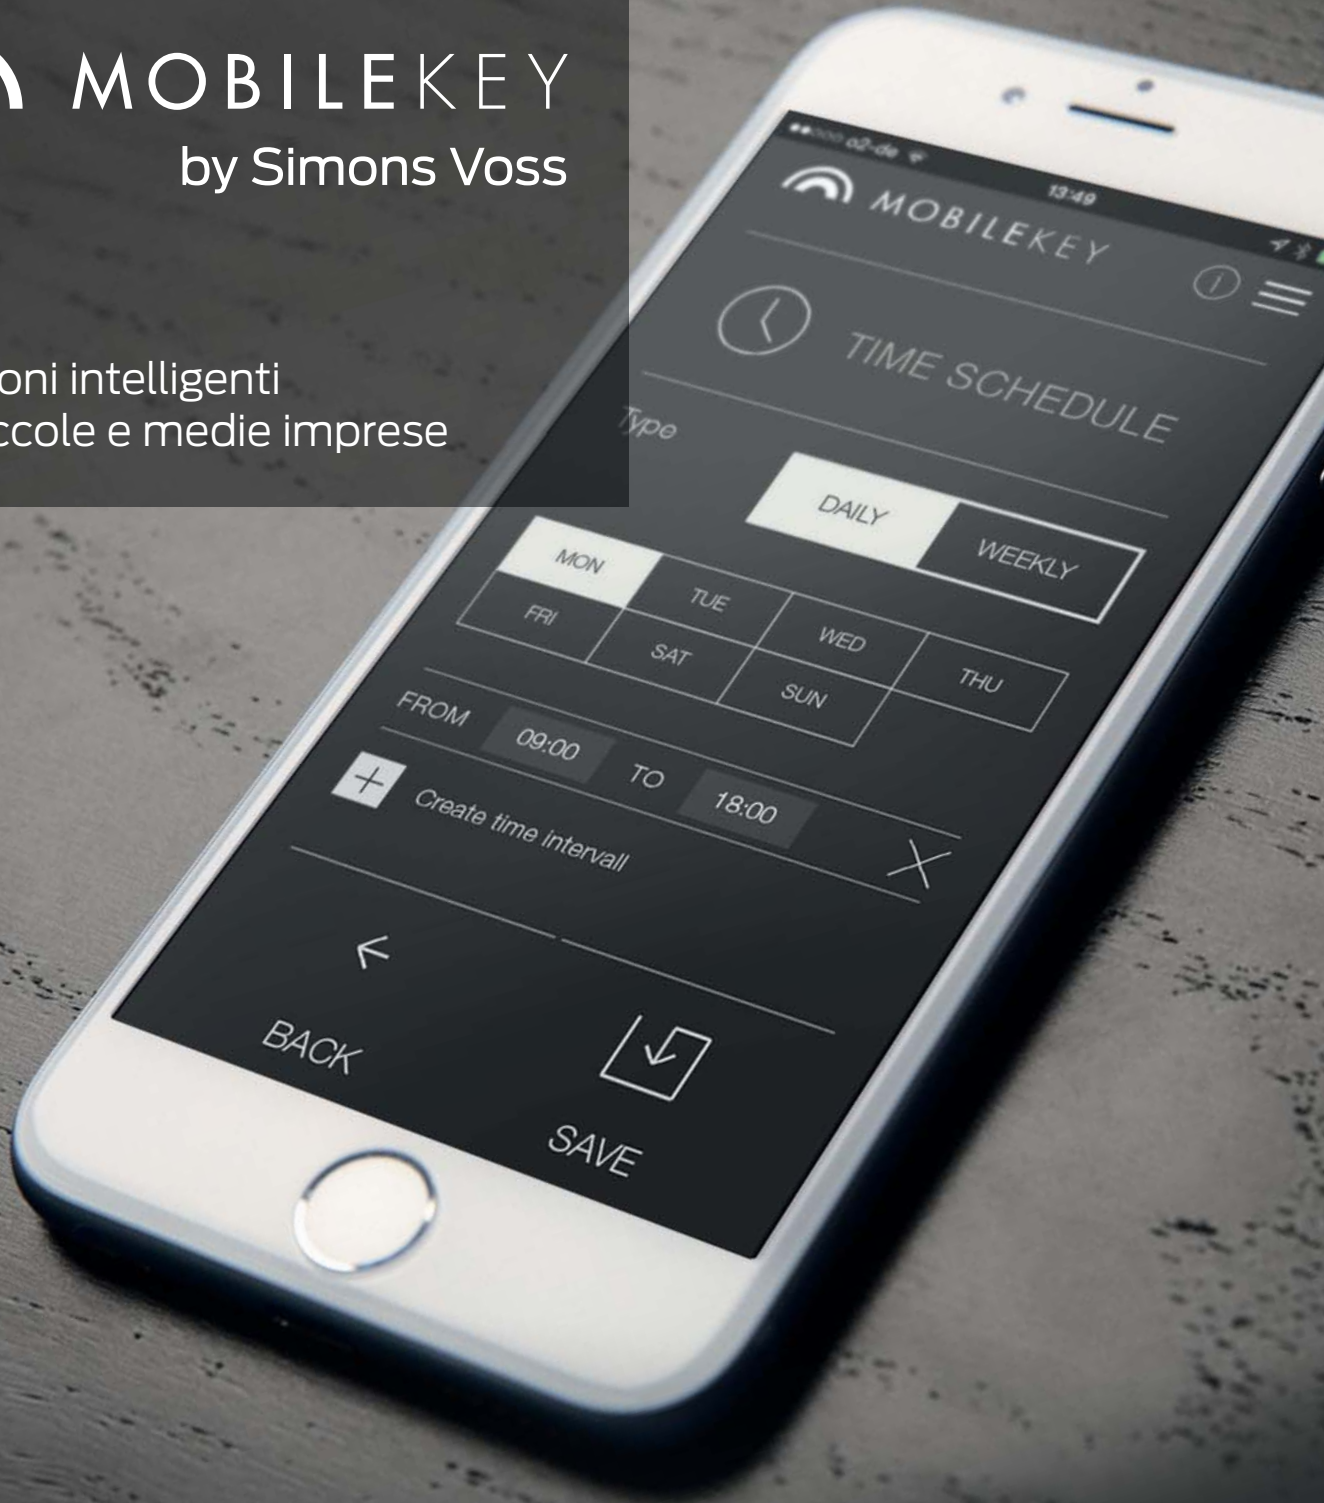 MOBILEKEY
by Simons Voss
oni intelligenti
ccole e medie imprese
o2-de
13:49
MOBILEKEY
i
TIME SCHEDULE
Type
DAILY WEEKLY
MON TUE WED THU
FRI SAT SUN
FROM 09:00 TO 18:00
Create time intervall
BACK
SAVE